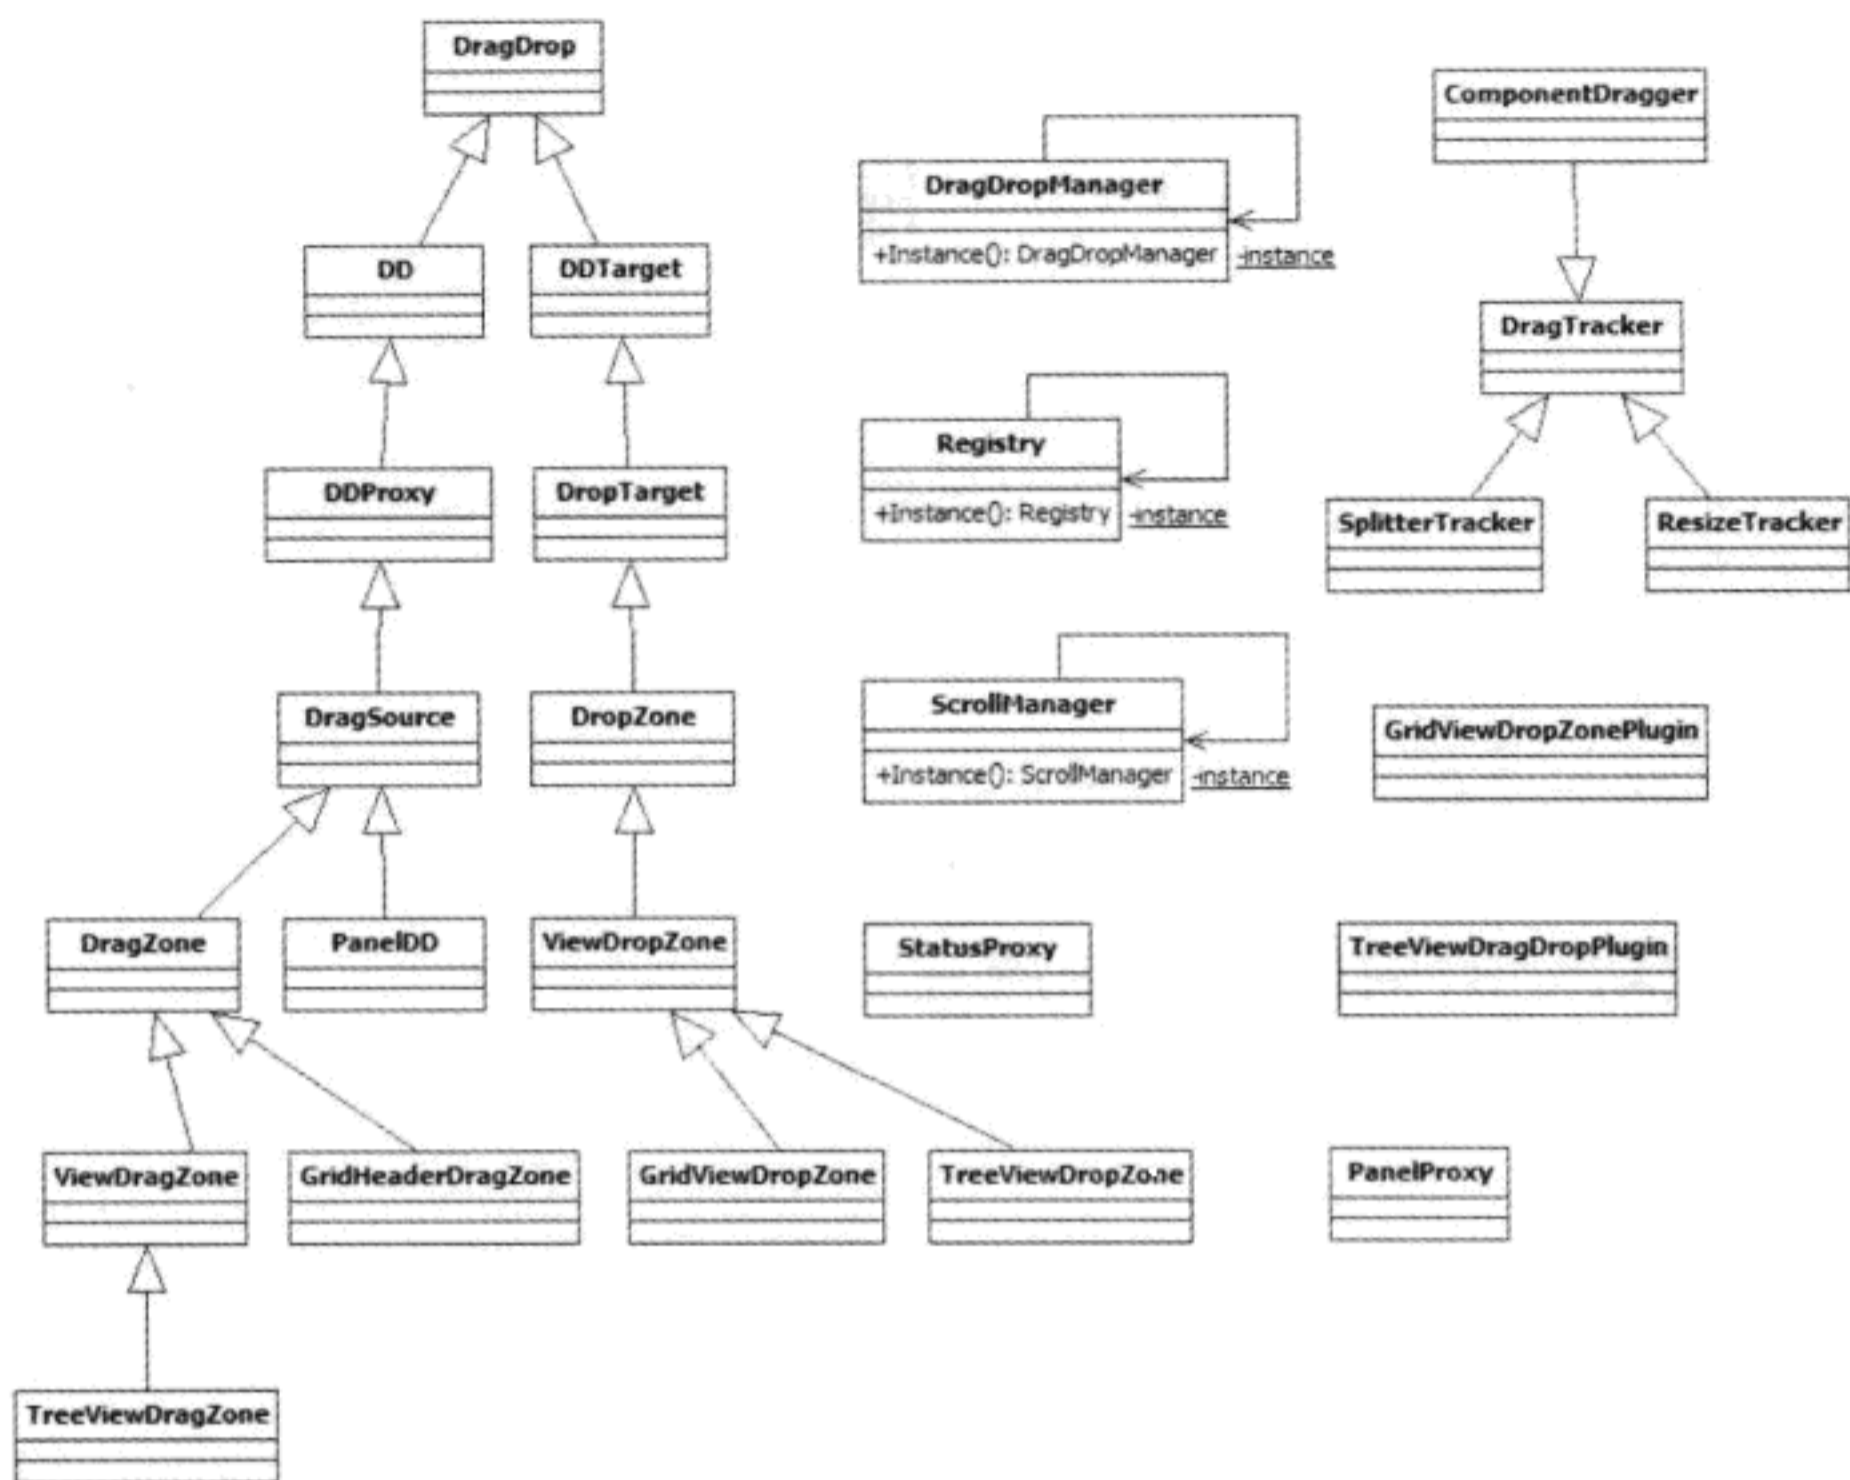 DragDrop
ComponentDragger
DragDropManager
+Instance(): DragDropManager
-instance
DD
DDTarget
DragTracker
Registry
+Instance(): Registry
-instance
DDProxy
DropTarget
SplitterTracker
ResizeTracker
DragSource
DropZone
ScrollManager
+Instance(): ScrollManager
-instance
GridViewDropZonePlugin
DragZone
PanelDD
ViewDropZone
StatusProxy
TreeViewDragDropPlugin
ViewDragZone
GridHeaderDragZone
GridViewDropZone
TreeViewDropZone
PanelProxy
TreeViewDragZone